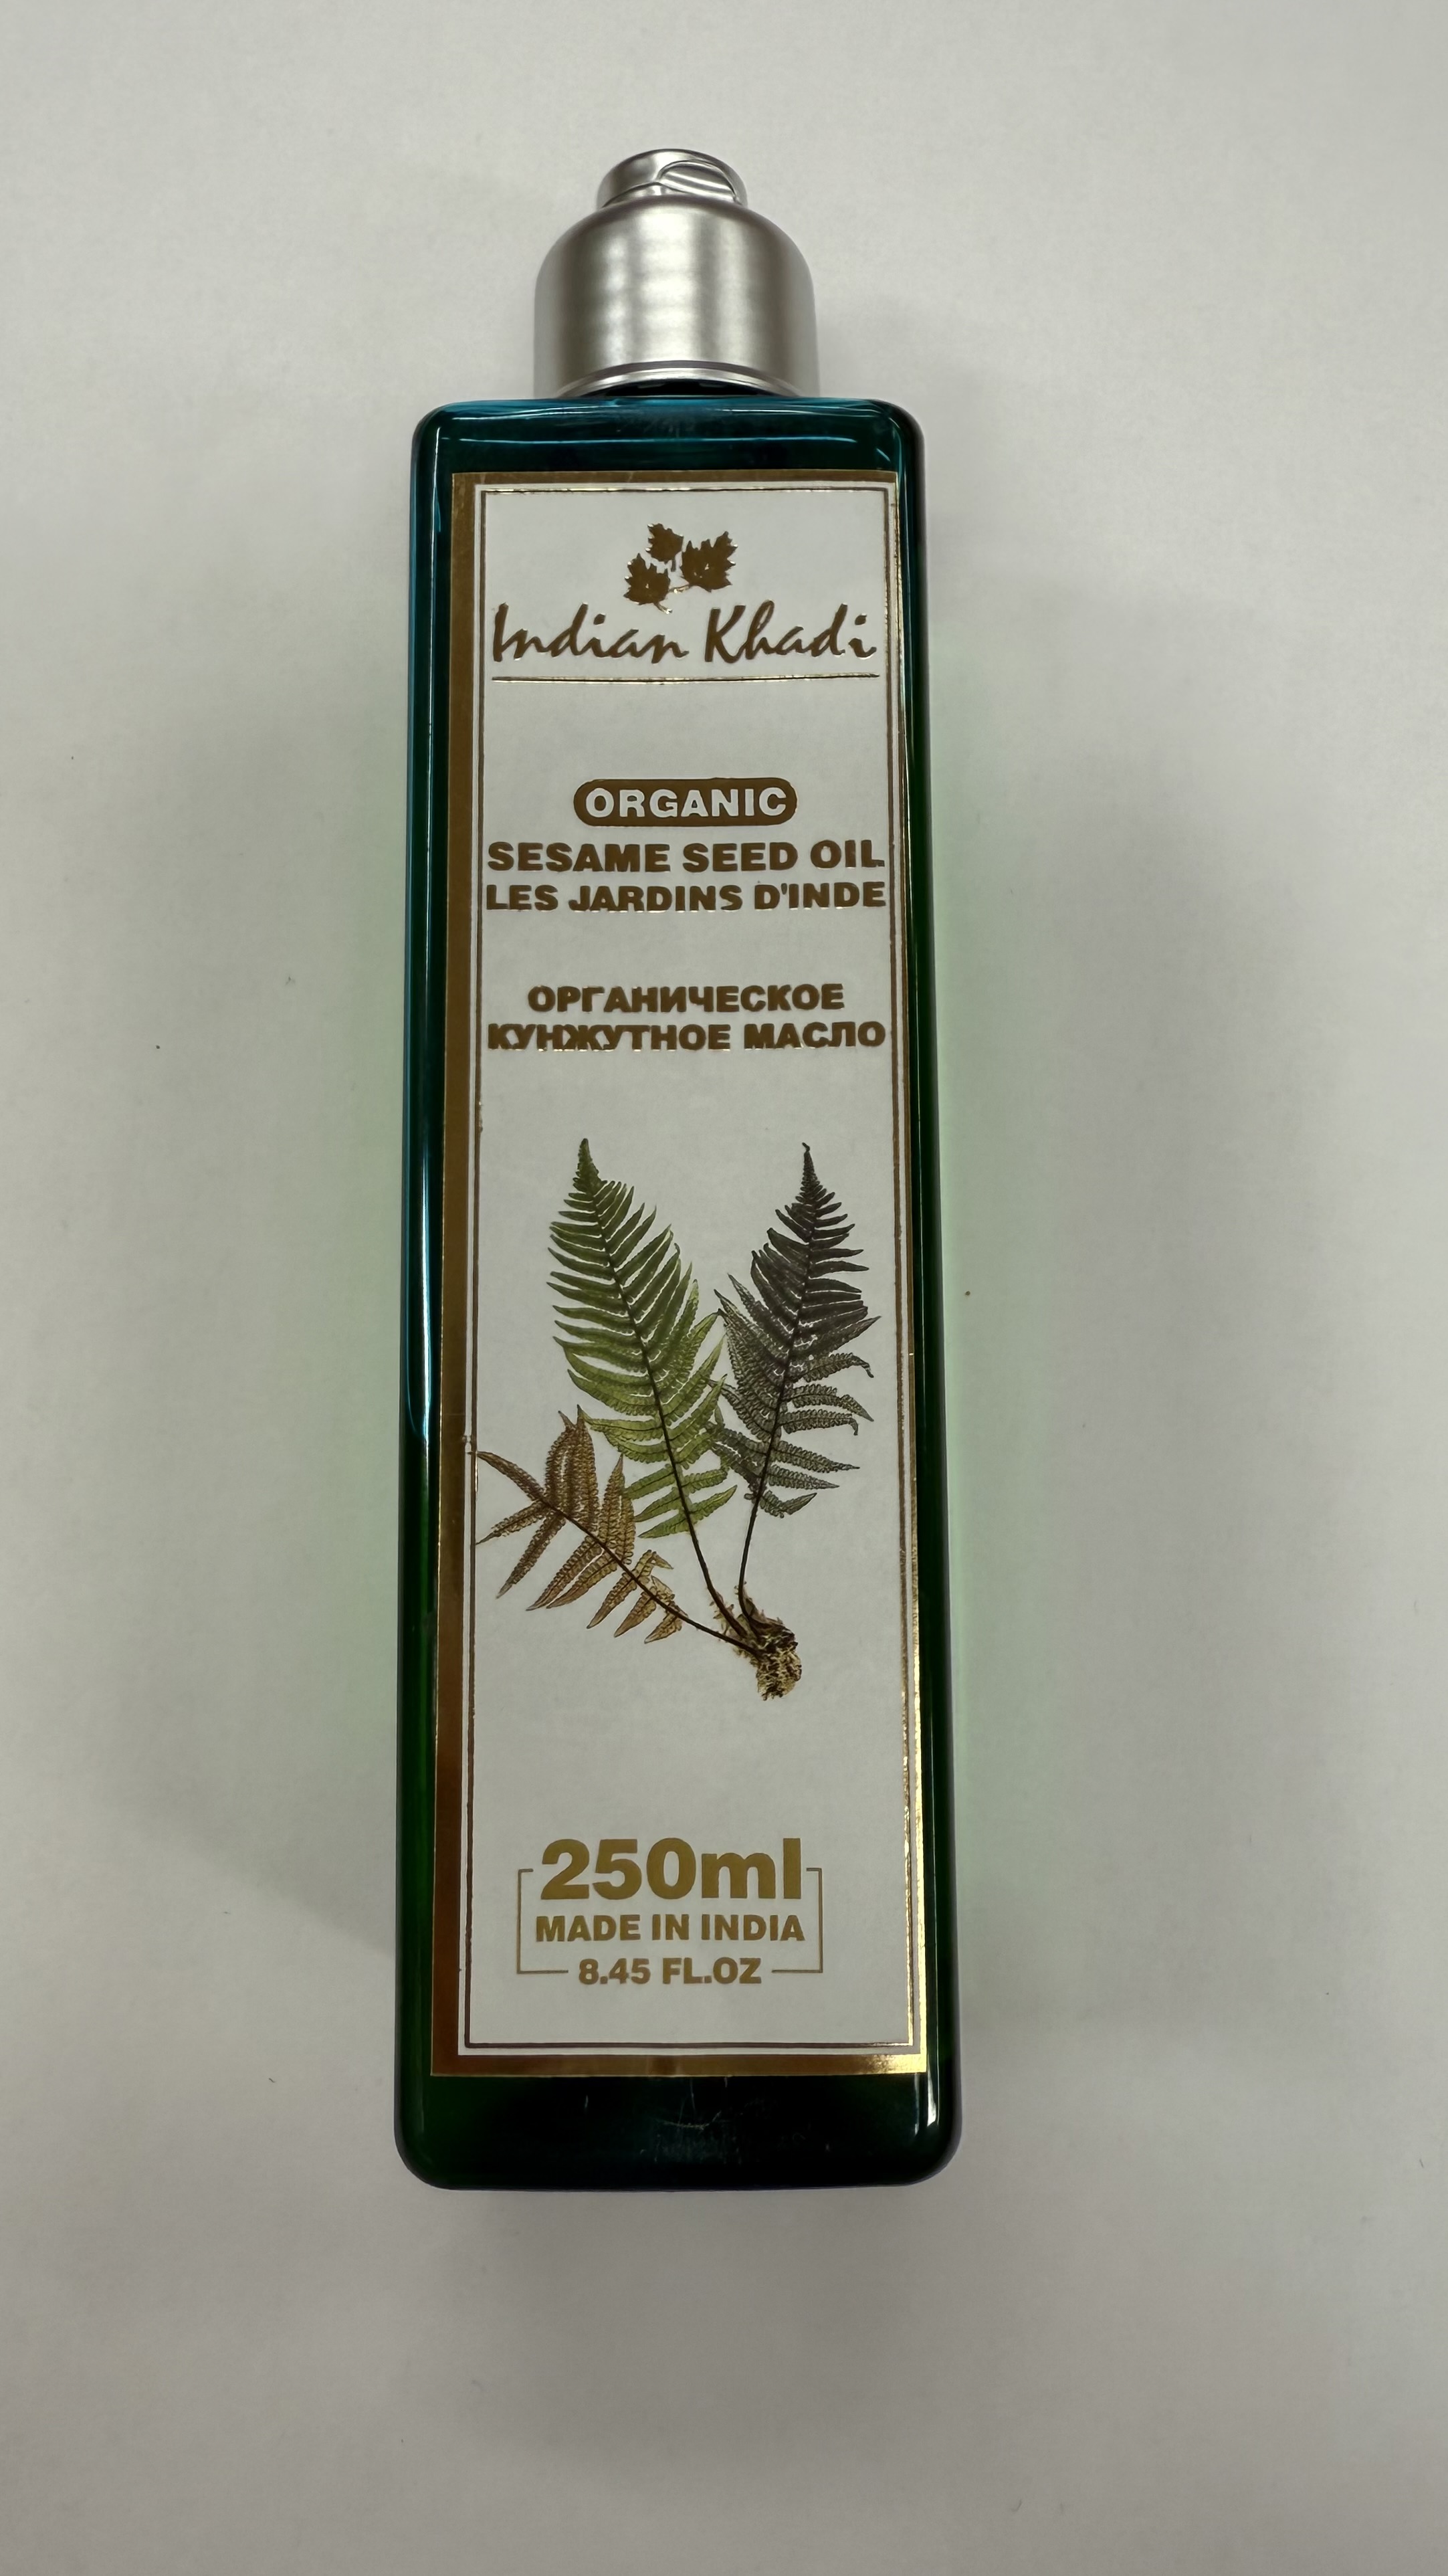 Indian Khadi
ORGANIC
SESAME SEED OIL
LES JARDINS D'INDE
ОРГАНИЧЕСКОЕ
КУНЖУТНОЕ МАСЛО
250ml
MADE IN INDIA
8.45 FL.OZ